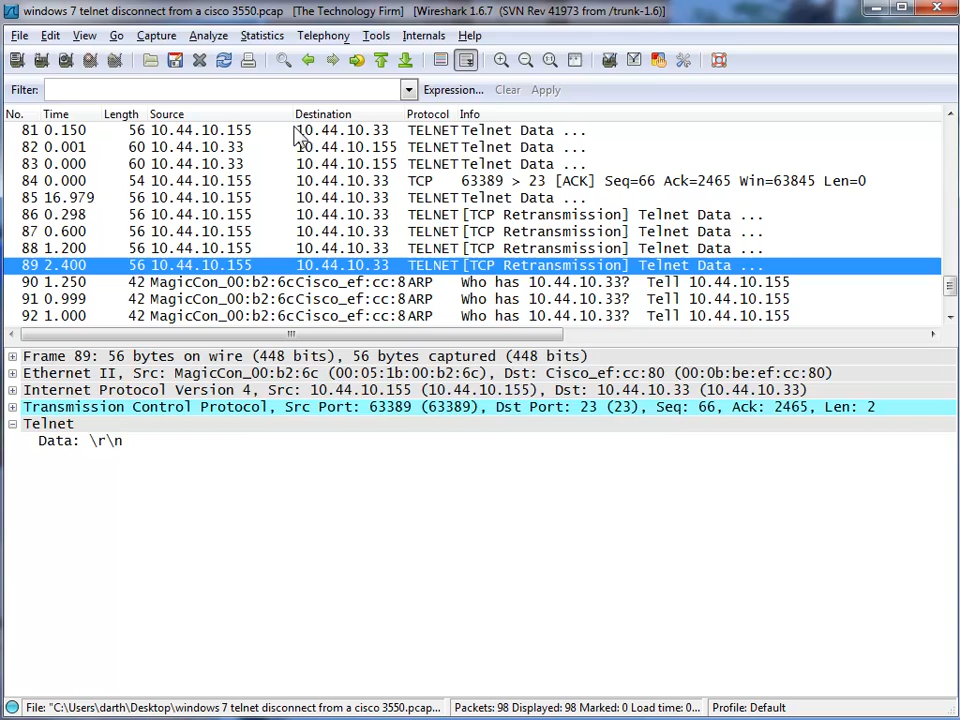 windows 7 telnet disconnect from a cisco 3550.pcap [The Technology Firm] [Wireshark 1.6.7 (SVN Rev 41973 from /trunk-1.6)]
File Edit View Go Capture Analyze Statistics Telephony Tools Internals Help
Filter: Expression... Clear Apply
No. Time Length Source Destination Protocol Info
81 0.150 56 10.44.10.155 10.44.10.33 TELNET Telnet Data ...
82 0.001 60 10.44.10.33 10.44.10.155 TELNET Telnet Data ...
83 0.000 60 10.44.10.33 10.44.10.155 TELNET Telnet Data ...
84 0.000 54 10.44.10.155 10.44.10.33 TCP 63389 > 23 [ACK] Seq=66 Ack=2465 Win=63845 Len=0
85 16.979 56 10.44.10.155 10.44.10.33 TELNET Telnet Data ...
86 0.298 56 10.44.10.155 10.44.10.33 TELNET [TCP Retransmission] Telnet Data ...
87 0.600 56 10.44.10.155 10.44.10.33 TELNET [TCP Retransmission] Telnet Data ...
88 1.200 56 10.44.10.155 10.44.10.33 TELNET [TCP Retransmission] Telnet Data ...
89 2.400 56 10.44.10.155 10.44.10.33 TELNET [TCP Retransmission] Telnet Data ...
90 1.250 42 MagicCon_00:b2:6c Cisco_ef:cc:8 ARP Who has 10.44.10.33? Tell 10.44.10.155
91 0.999 42 MagicCon_00:b2:6c Cisco_ef:cc:8 ARP Who has 10.44.10.33? Tell 10.44.10.155
92 1.000 42 MagicCon_00:b2:6c Cisco_ef:cc:8 ARP Who has 10.44.10.33? Tell 10.44.10.155
Frame 89: 56 bytes on wire (448 bits), 56 bytes captured (448 bits)
Ethernet II, Src: MagicCon_00:b2:6c (00:05:1b:00:b2:6c), Dst: Cisco_ef:cc:80 (00:0b:be:ef:cc:80)
Internet Protocol Version 4, Src: 10.44.10.155 (10.44.10.155), Dst: 10.44.10.33 (10.44.10.33)
Transmission Control Protocol, Src Port: 63389 (63389), Dst Port: 23 (23), Seq: 66, Ack: 2465, Len: 2
Telnet
Data: \r\n
File: "C:\Users\darth\Desktop\windows 7 telnet disconnect from a cisco 3550.pcap... Packets: 98 Displayed: 98 Marked: 0 Load time: 0... Profile: Default